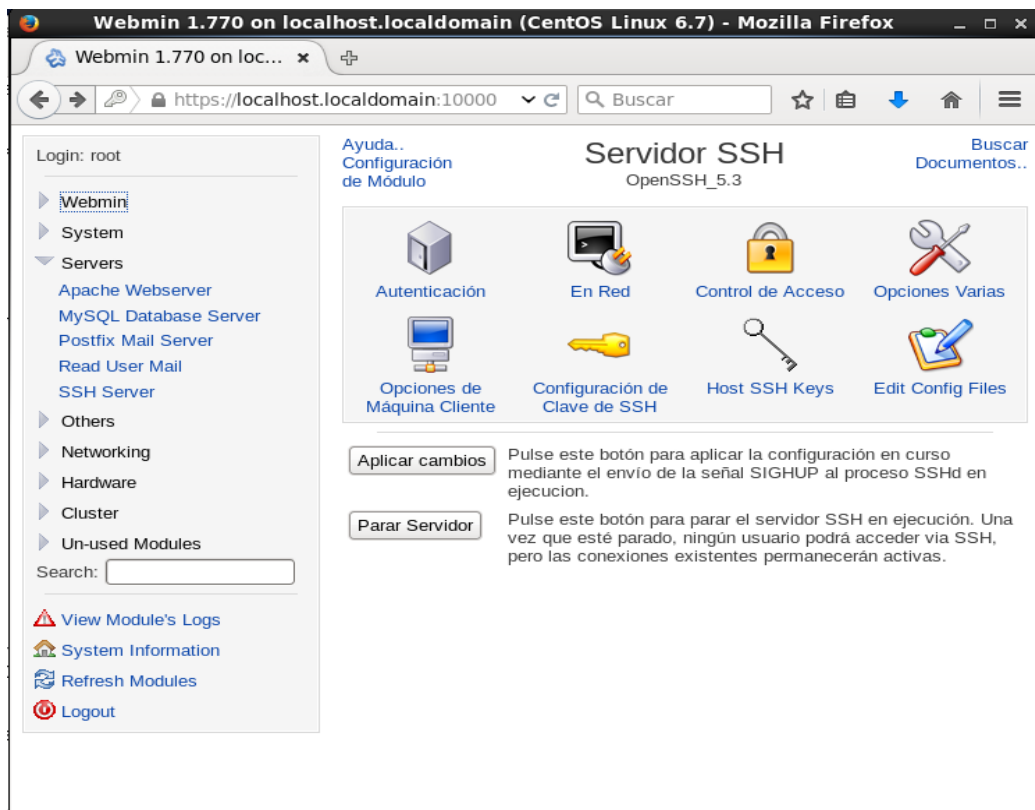 Webmin 1.770 on localhost.localdomain (CentOS Linux 6.7) - Mozilla Firefox
Webmin 1.770 on loc...
https://localhost.localdomain:10000
Buscar
Login: root
Webmin
System
Servers
Apache Webserver
MySQL Database Server
Postfix Mail Server
Read User Mail
SSH Server
Others
Networking
Hardware
Cluster
Un-used Modules
Search:
View Module's Logs
System Information
Refresh Modules
Logout
Ayuda..
Configuración
de Módulo
Servidor SSH
OpenSSH_5.3
Buscar
Documentos..
Autenticación
En Red
Control de Acceso
Opciones Varias
Opciones de
Máquina Cliente
Configuración de
Clave de SSH
Host SSH Keys
Edit Config Files
Aplicar cambios
Pulse este botón para aplicar la configuración en curso
mediante el envío de la señal SIGHUP al proceso SSHd en
ejecucion.
Parar Servidor
Pulse este botón para parar el servidor SSH en ejecución. Una
vez que esté parado, ningún usuario podrá acceder via SSH,
pero las conexiones existentes permanecerán activas.